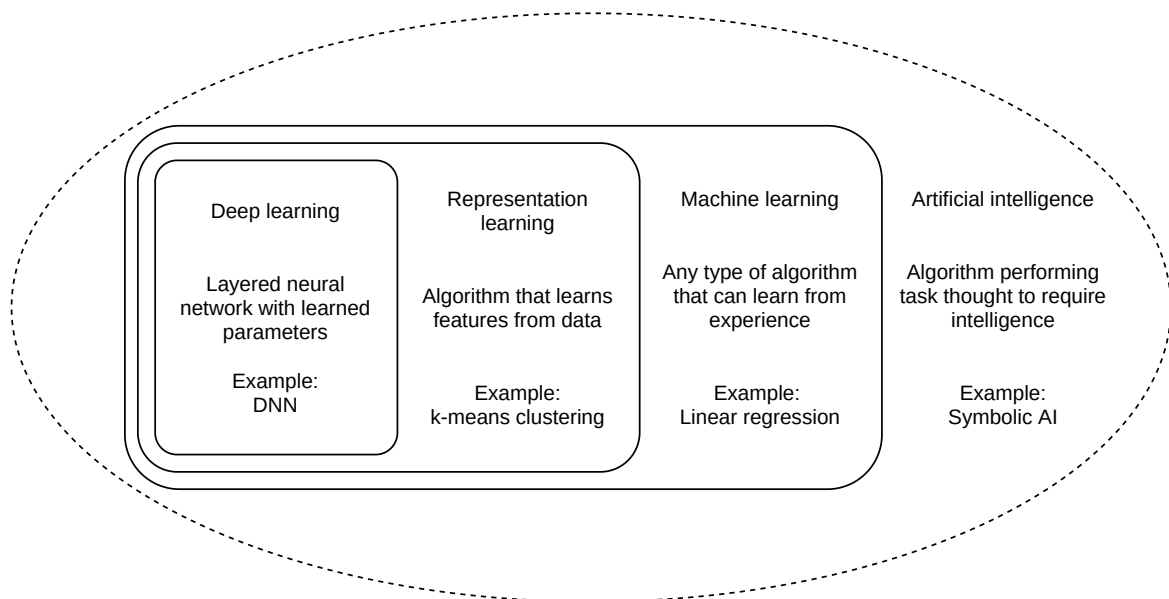 Deep learning
Layered neural
network with learned
parameters
Example:
DNN
Representation
learning
Algorithm that learns
features from data
Example:
k-means clustering
Machine learning
Any type of algorithm
that can learn from
experience
Example:
Linear regression
Artificial intelligence
Algorithm performing
task thought to require
intelligence
Example:
Symbolic AI